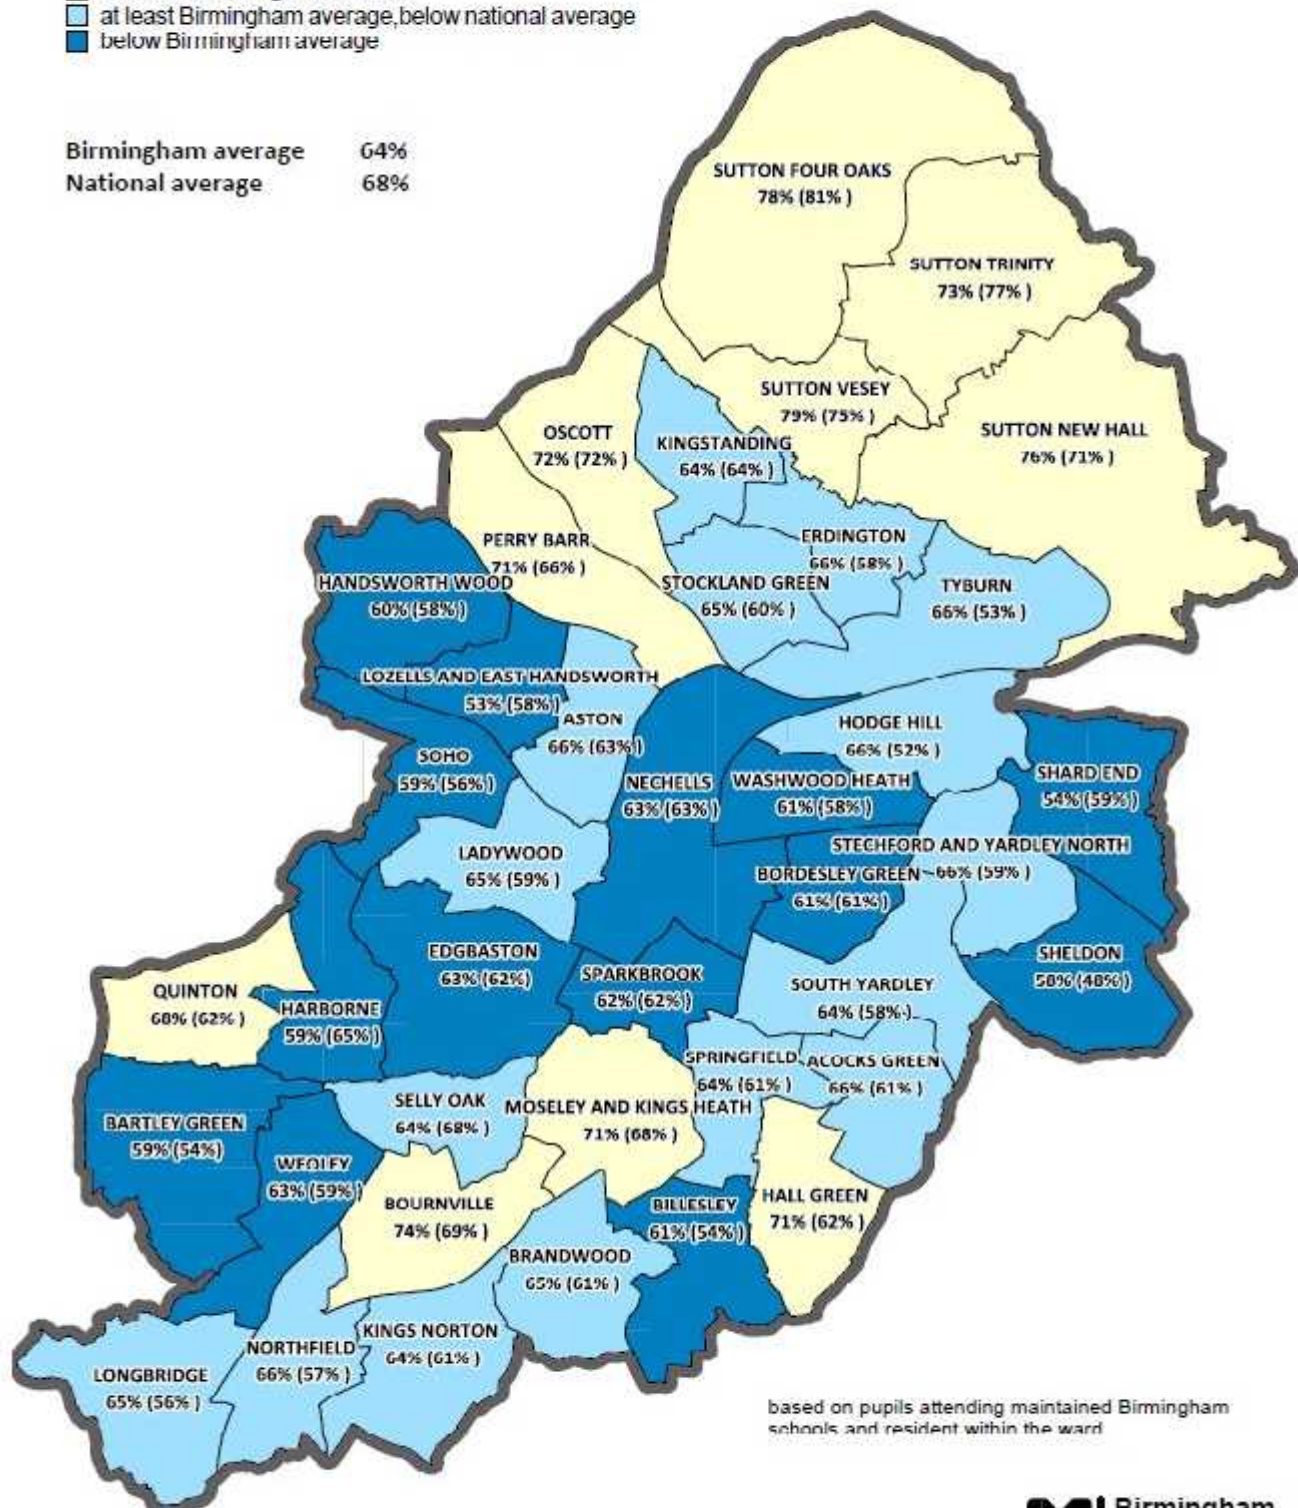 at least Birmingham average,below national average
below Birmingham average
Birmingham average 64%
National average 68%
SUTTON FOUR OAKS
78% (81% )
SUTTON TRINITY
73% (77% )
SUTTON VESEY
79% (75% )
SUTTON NEW HALL
76% (71% )
OSCOTT
72% (72% )
KINGSTANDING
64% (64% )
PERRY BARR
71% (66% )
ERDINGTON
66% (58% )
HANDSWORTH WOOD
60% (58% )
STOCKLAND GREEN
65% (60% )
TYBURN
66% (53% )
LOZELLS AND EAST HANDSWORTH
53% (58% )
ASTON
66% (63% )
HODGE HILL
66% (52% )
SOHO
59% (56% )
NECHELLS
63% (63% )
WASHWOOD HEATH
61% (58% )
SHARD END
54% (59% )
LADYWOOD
65% (59% )
STECHFORD AND YARDLEY NORTH
66% (59% )
BORDESLEY GREEN
61% (61% )
EDGBASTON
63% (62% )
SPARKBROOK
62% (62% )
SHELDON
58% (48% )
QUINTON
68% (62% )
HARBORNE
59% (65% )
SOUTH YARDLEY
64% (58% )
SPRINGFIELD
64% (61% )
ACOCKS GREEN
66% (61% )
SELLY OAK
64% (68% )
MOSELEY AND KINGS HEATH
71% (68% )
BARTLEY GREEN
59% (54%)
WEOLEY
63% (59% )
BOURNVILLE
74% (69% )
BILLESLEY
61% (54% )
HALL GREEN
71% (62% )
BRANDWOOD
65% (61% )
KINGS NORTON
64% (61% )
NORTHFIELD
66% (57% )
LONGBRIDGE
65% (56% )
based on pupils attending maintained Birmingham
schools and resident within the ward
Birmingham